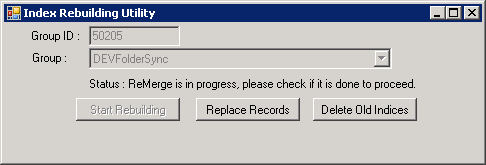 Index Rebuilding Utility
Group ID : 50205
Group : DEVFolderSync
Status : ReMerge is in progress, please check if it is done to proceed.
Start Rebuilding Replace Records Delete Old Indices